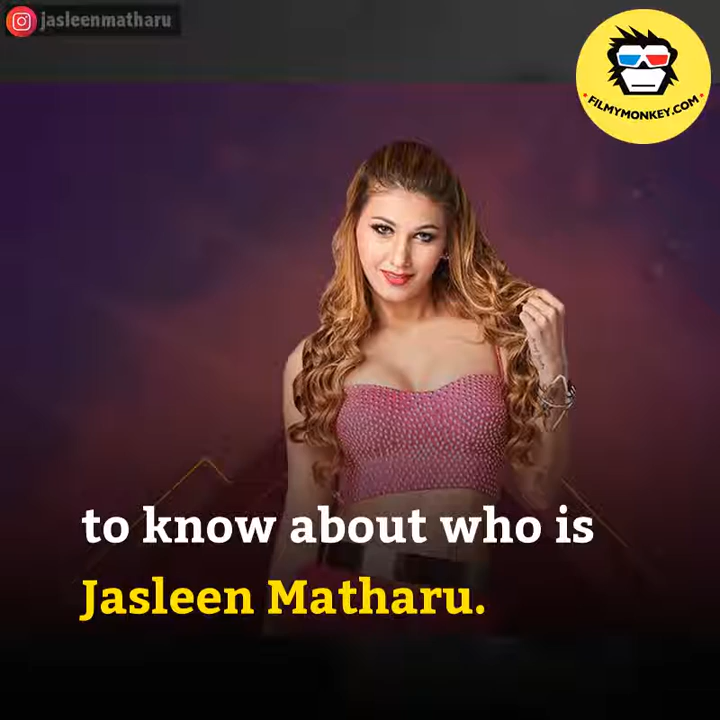 jasleenmatharu
FILMYMONKEY.COM
to know about who is
Jasleen Matharu.